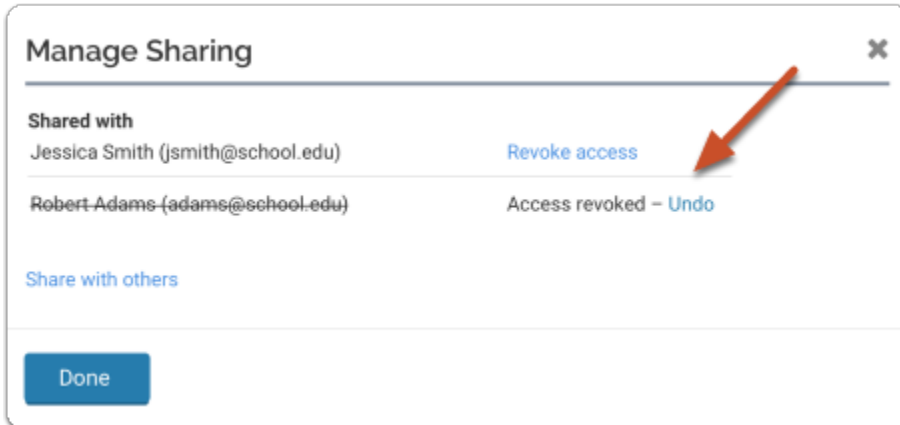 Manage Sharing
Shared with
Jessica Smith (jsmith@school.edu) Revoke access
Robert Adams (adams@school.edu) Access revoked – Undo
Share with others
Done